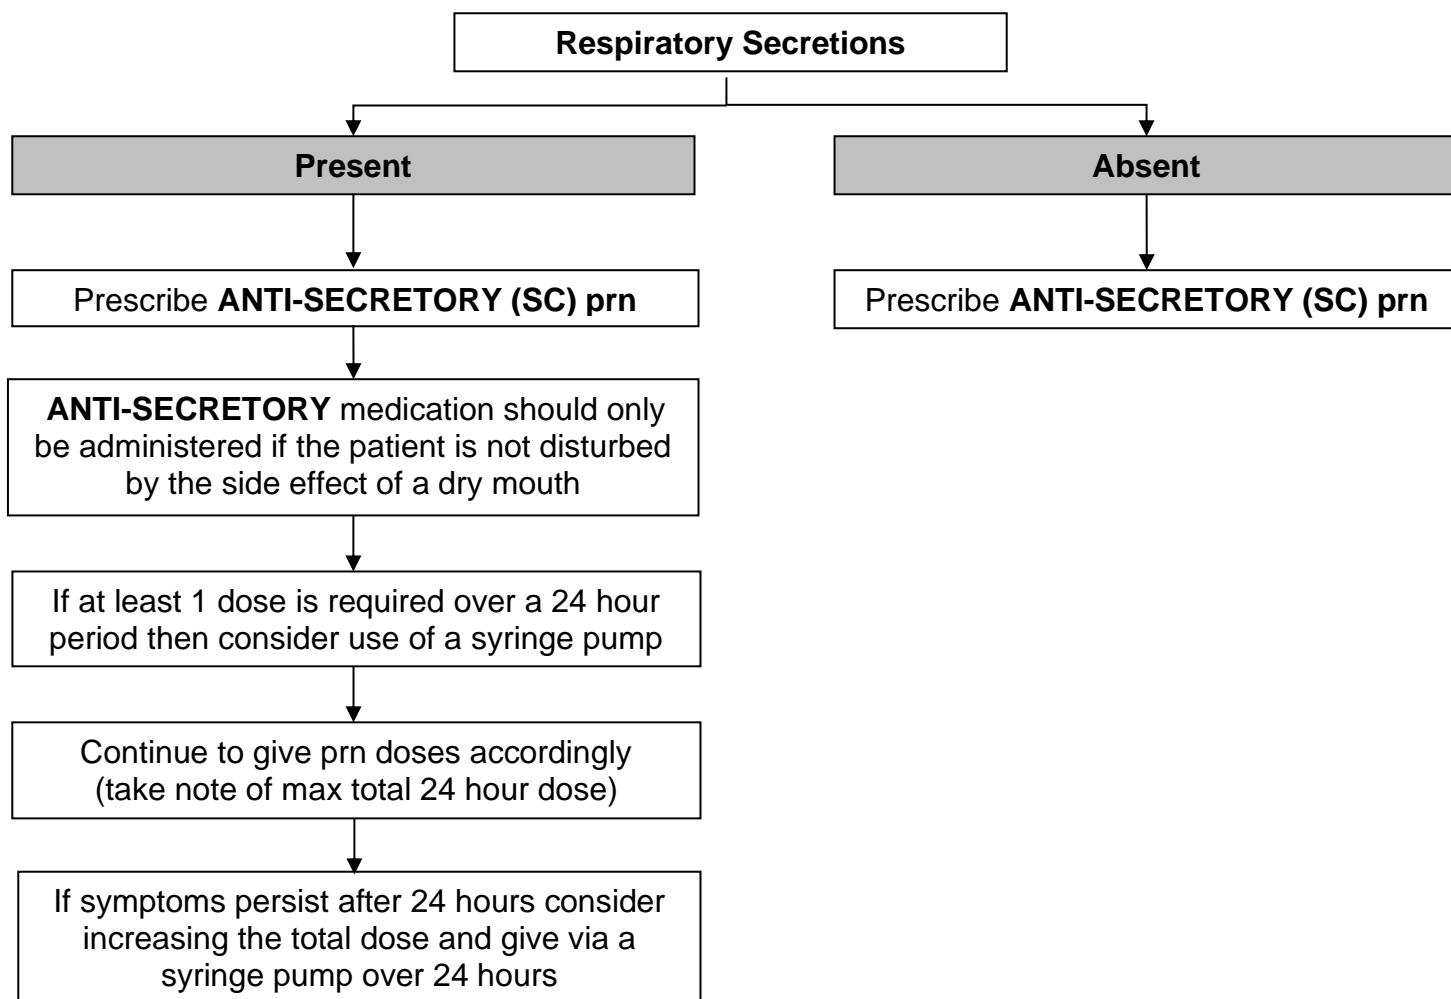 Respiratory Secretions
Present
Absent
Prescribe ANTI-SECRETORY (SC) prn
Prescribe ANTI-SECRETORY (SC) prn
ANTI-SECRETORY medication should only
be administered if the patient is not disturbed
by the side effect of a dry mouth
If at least 1 dose is required over a 24 hour
period then consider use of a syringe pump
Continue to give prn doses accordingly
(take note of max total 24 hour dose)
If symptoms persist after 24 hours consider
increasing the total dose and give via a
syringe pump over 24 hours